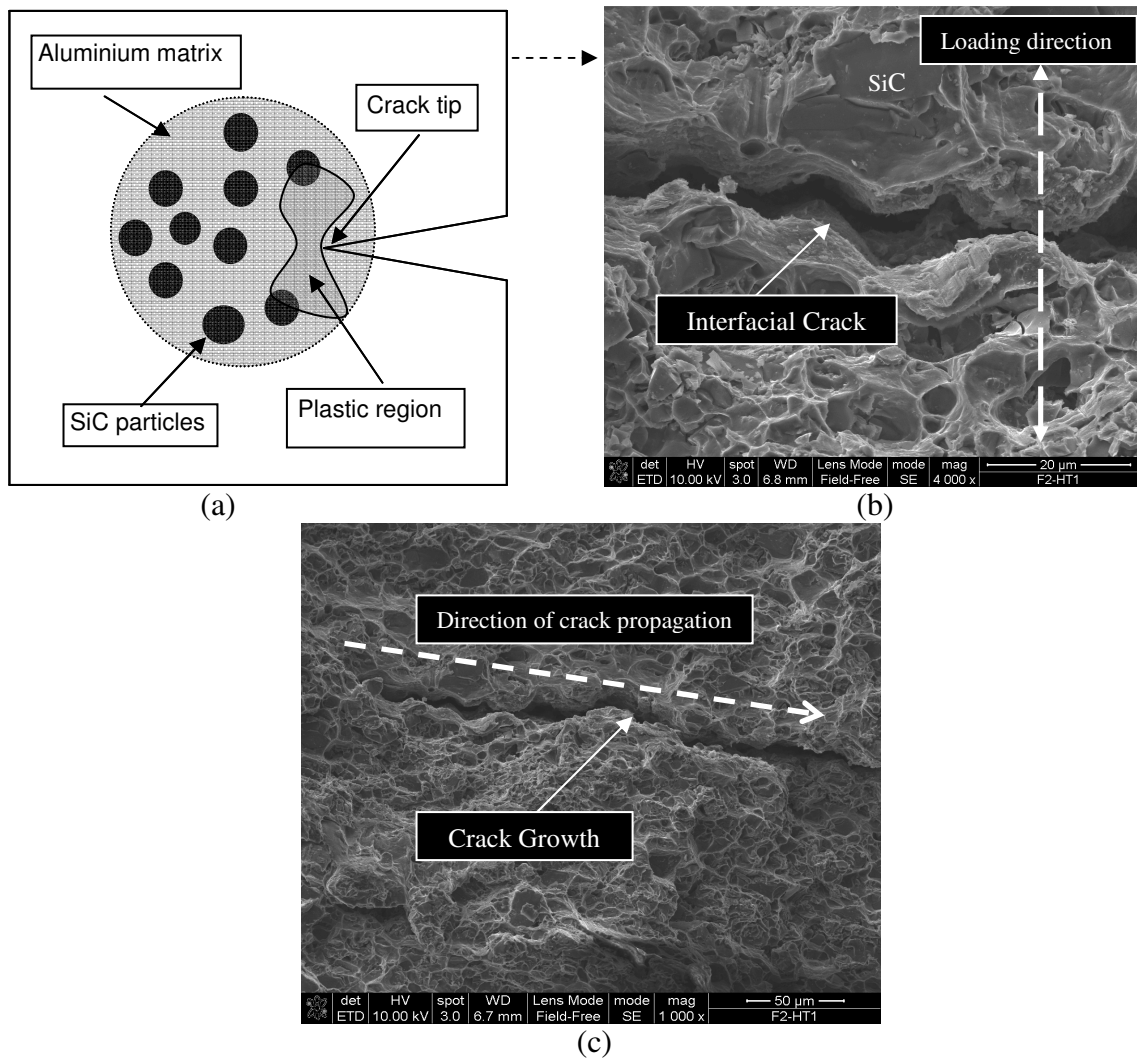 Aluminium matrix
Crack tip
SiC particles
Plastic region
(a)
Loading direction
SiC
Interfacial Crack
det HV spot WD Lens Mode mode mag 20 µm
ETD 10.00 kV 3.0 6.8 mm Field-Free SE 4 000 x F2-HT1
(b)
Direction of crack propagation
Crack Growth
det HV spot WD Lens Mode mode mag 50 µm
ETD 10.00 kV 3.0 6.7 mm Field-Free SE 1 000 x F2-HT1
(c)